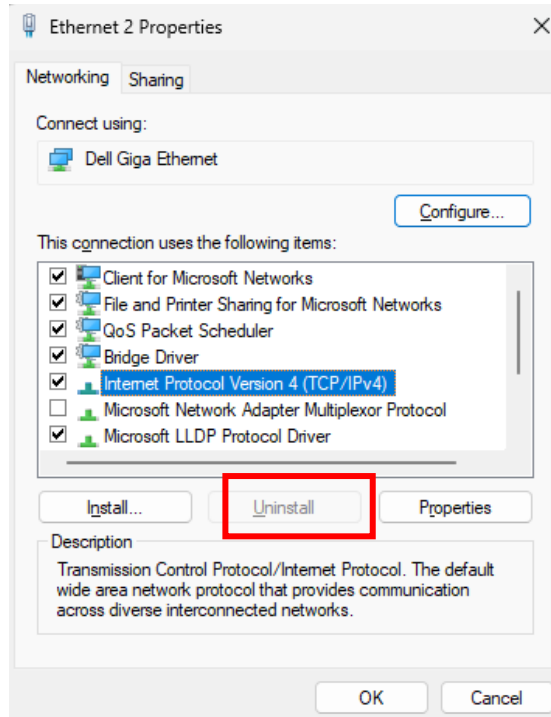 Ethernet 2 Properties
Networking Sharing
Connect using:
Dell Giga Ethernet
Configure...
This connection uses the following items:
Client for Microsoft Networks
File and Printer Sharing for Microsoft Networks
QoS Packet Scheduler
Bridge Driver
Internet Protocol Version 4 (TCP/IPv4)
Microsoft Network Adapter Multiplexor Protocol
Microsoft LLDP Protocol Driver
Install... Uninstall Properties
Description
Transmission Control Protocol/Internet Protocol. The default
wide area network protocol that provides communication
across diverse interconnected networks.
OK Cancel